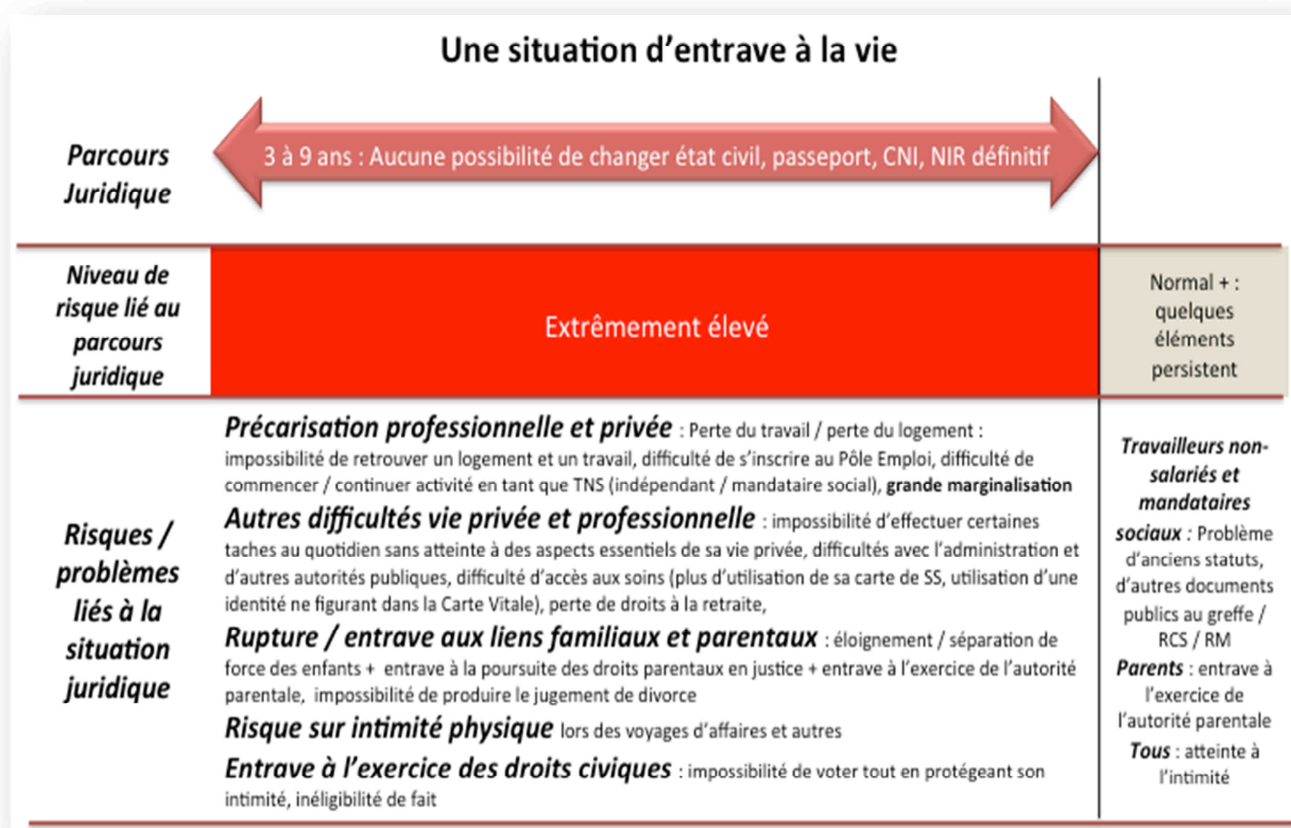 Une situation d'entrave à la vie
Parcours
Juridique
3 à 9 ans : Aucune possibilité de changer état civil, passeport, CNI, NIR définitif
Niveau de
risque lié au
parcours
juridique
Extrêmement élevé
Normal + :
quelques
éléments
persistent
Risques /
problèmes
liés à la
situation
juridique
Précarisation professionnelle et privée : Perte du travail / perte du logement :
impossibilité de retrouver un logement et un travail, difficulté de s'inscrire au Pôle Emploi, difficulté de
commencer / continuer activité en tant que TNS (indépendant / mandataire social), grande marginalisation
Autres difficultés vie privée et professionnelle : impossibilité d'effectuer certaines
taches au quotidien sans atteinte à des aspects essentiels de sa vie privée, difficultés avec l'administration et
d'autres autorités publiques, difficulté d'accès aux soins (plus d'utilisation de sa carte de SS, utilisation d'une
identité ne figurant dans la Carte Vitale), perte de droits à la retraite,
Rupture / entrave aux liens familiaux et parentaux : éloignement / séparation de
force des enfants + entrave à la poursuite des droits parentaux en justice + entrave à l'exercice de l'autorité
parentale, impossibilité de produire le jugement de divorce
Risque sur intimité physique lors des voyages d'affaires et autres
Entrave à l'exercice des droits civiques : impossibilité de voter tout en protégeant son
intimité, inéligibilité de fait
Travailleurs non-
salariés et
mandataires
sociaux : Problème
d'anciens statuts,
d'autres documents
publics au greffe /
RCS / RM
Parents : entrave à
l'exercice de
l'autorité parentale
Tous : atteinte à
l'intimité